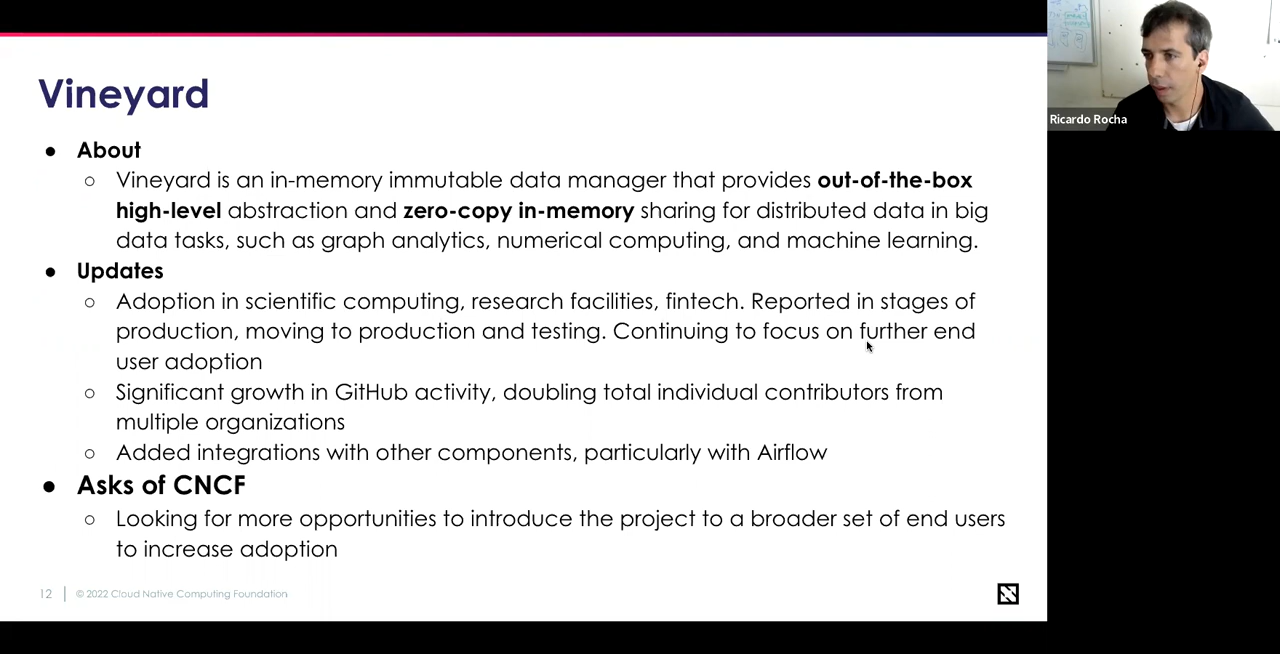 Vineyard
● About
○ Vineyard is an in-memory immutable data manager that provides out-of-the-box
high-level abstraction and zero-copy in-memory sharing for distributed data in big
data tasks, such as graph analytics, numerical computing, and machine learning.
● Updates
○ Adoption in scientific computing, research facilities, fintech. Reported in stages of
production, moving to production and testing. Continuing to focus on further end
user adoption
○ Significant growth in GitHub activity, doubling total individual contributors from
multiple organizations
○ Added integrations with other components, particularly with Airflow
● Asks of CNCF
○ Looking for more opportunities to introduce the project to a broader set of end users
to increase adoption
12 | © 2022 Cloud Native Computing Foundation
Ricardo Rocha